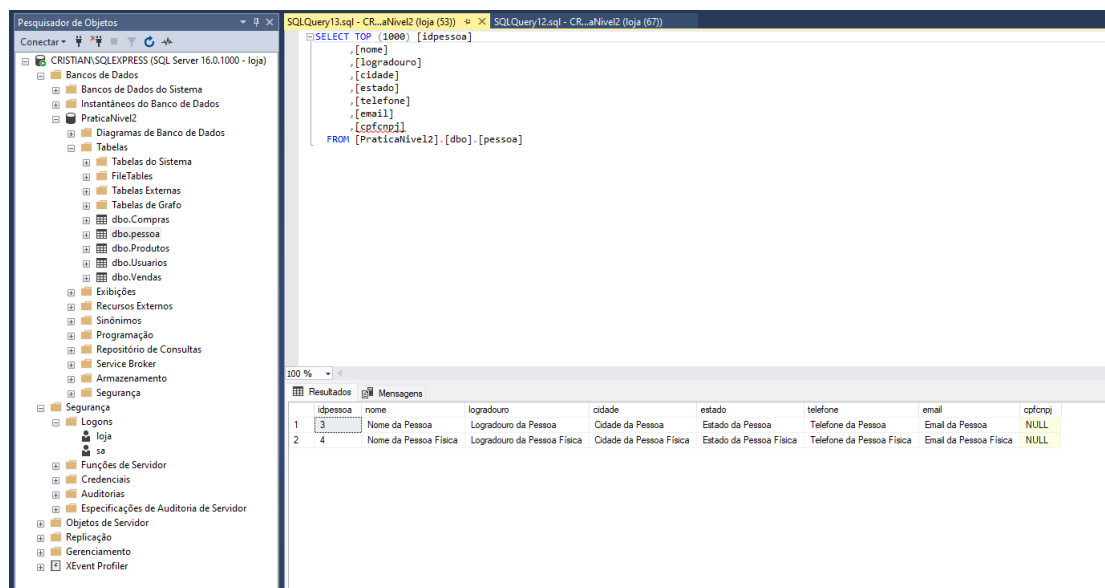 Pesquisador de Objetos
Conectar
CRISTIAN\SQLEXPRESS (SQL Server 16.0.1000 - loja)
Bancos de Dados
Bancos de Dados do Sistema
Instantâneos do Banco de Dados
PraticaNivel2
Diagramas de Banco de Dados
Tabelas
Tabelas do Sistema
FileTables
Tabelas Externas
Tabelas de Grafo
dbo.Compras
dbo.pessoa
dbo.Produtos
dbo.Usuarios
dbo.Vendas
Exibições
Recursos Externos
Sinônimos
Programação
Repositório de Consultas
Service Broker
Armazenamento
Segurança
Segurança
Logons
loja
sa
Funções de Servidor
Credenciais
Auditorias
Especificações de Auditoria de Servidor
Objetos de Servidor
Replicação
Gerenciamento
XEvent Profiler
SQLQuery13.sql - CR...aNivel2 (loja (53)) SQLQuery12.sql - CR...aNivel2 (loja (67))
SELECT TOP (1000) [idpessoa]
,[nome]
,[logradouro]
,[cidade]
,[estado]
,[telefone]
,[email]
,[cpfcnpj]
FROM [PraticaNivel2].[dbo].[pessoa]
100 %
Resultados Mensagens
idpessoa nome logradouro cidade estado telefone email cpfcnpj
1 3 Nome da Pessoa Logradouro da Pessoa Cidade da Pessoa Estado da Pessoa Telefone da Pessoa Email da Pessoa NULL
2 4 Nome da Pessoa Física Logradouro da Pessoa Física Cidade da Pessoa Física Estado da Pessoa Física Telefone da Pessoa Física Email da Pessoa Física NULL